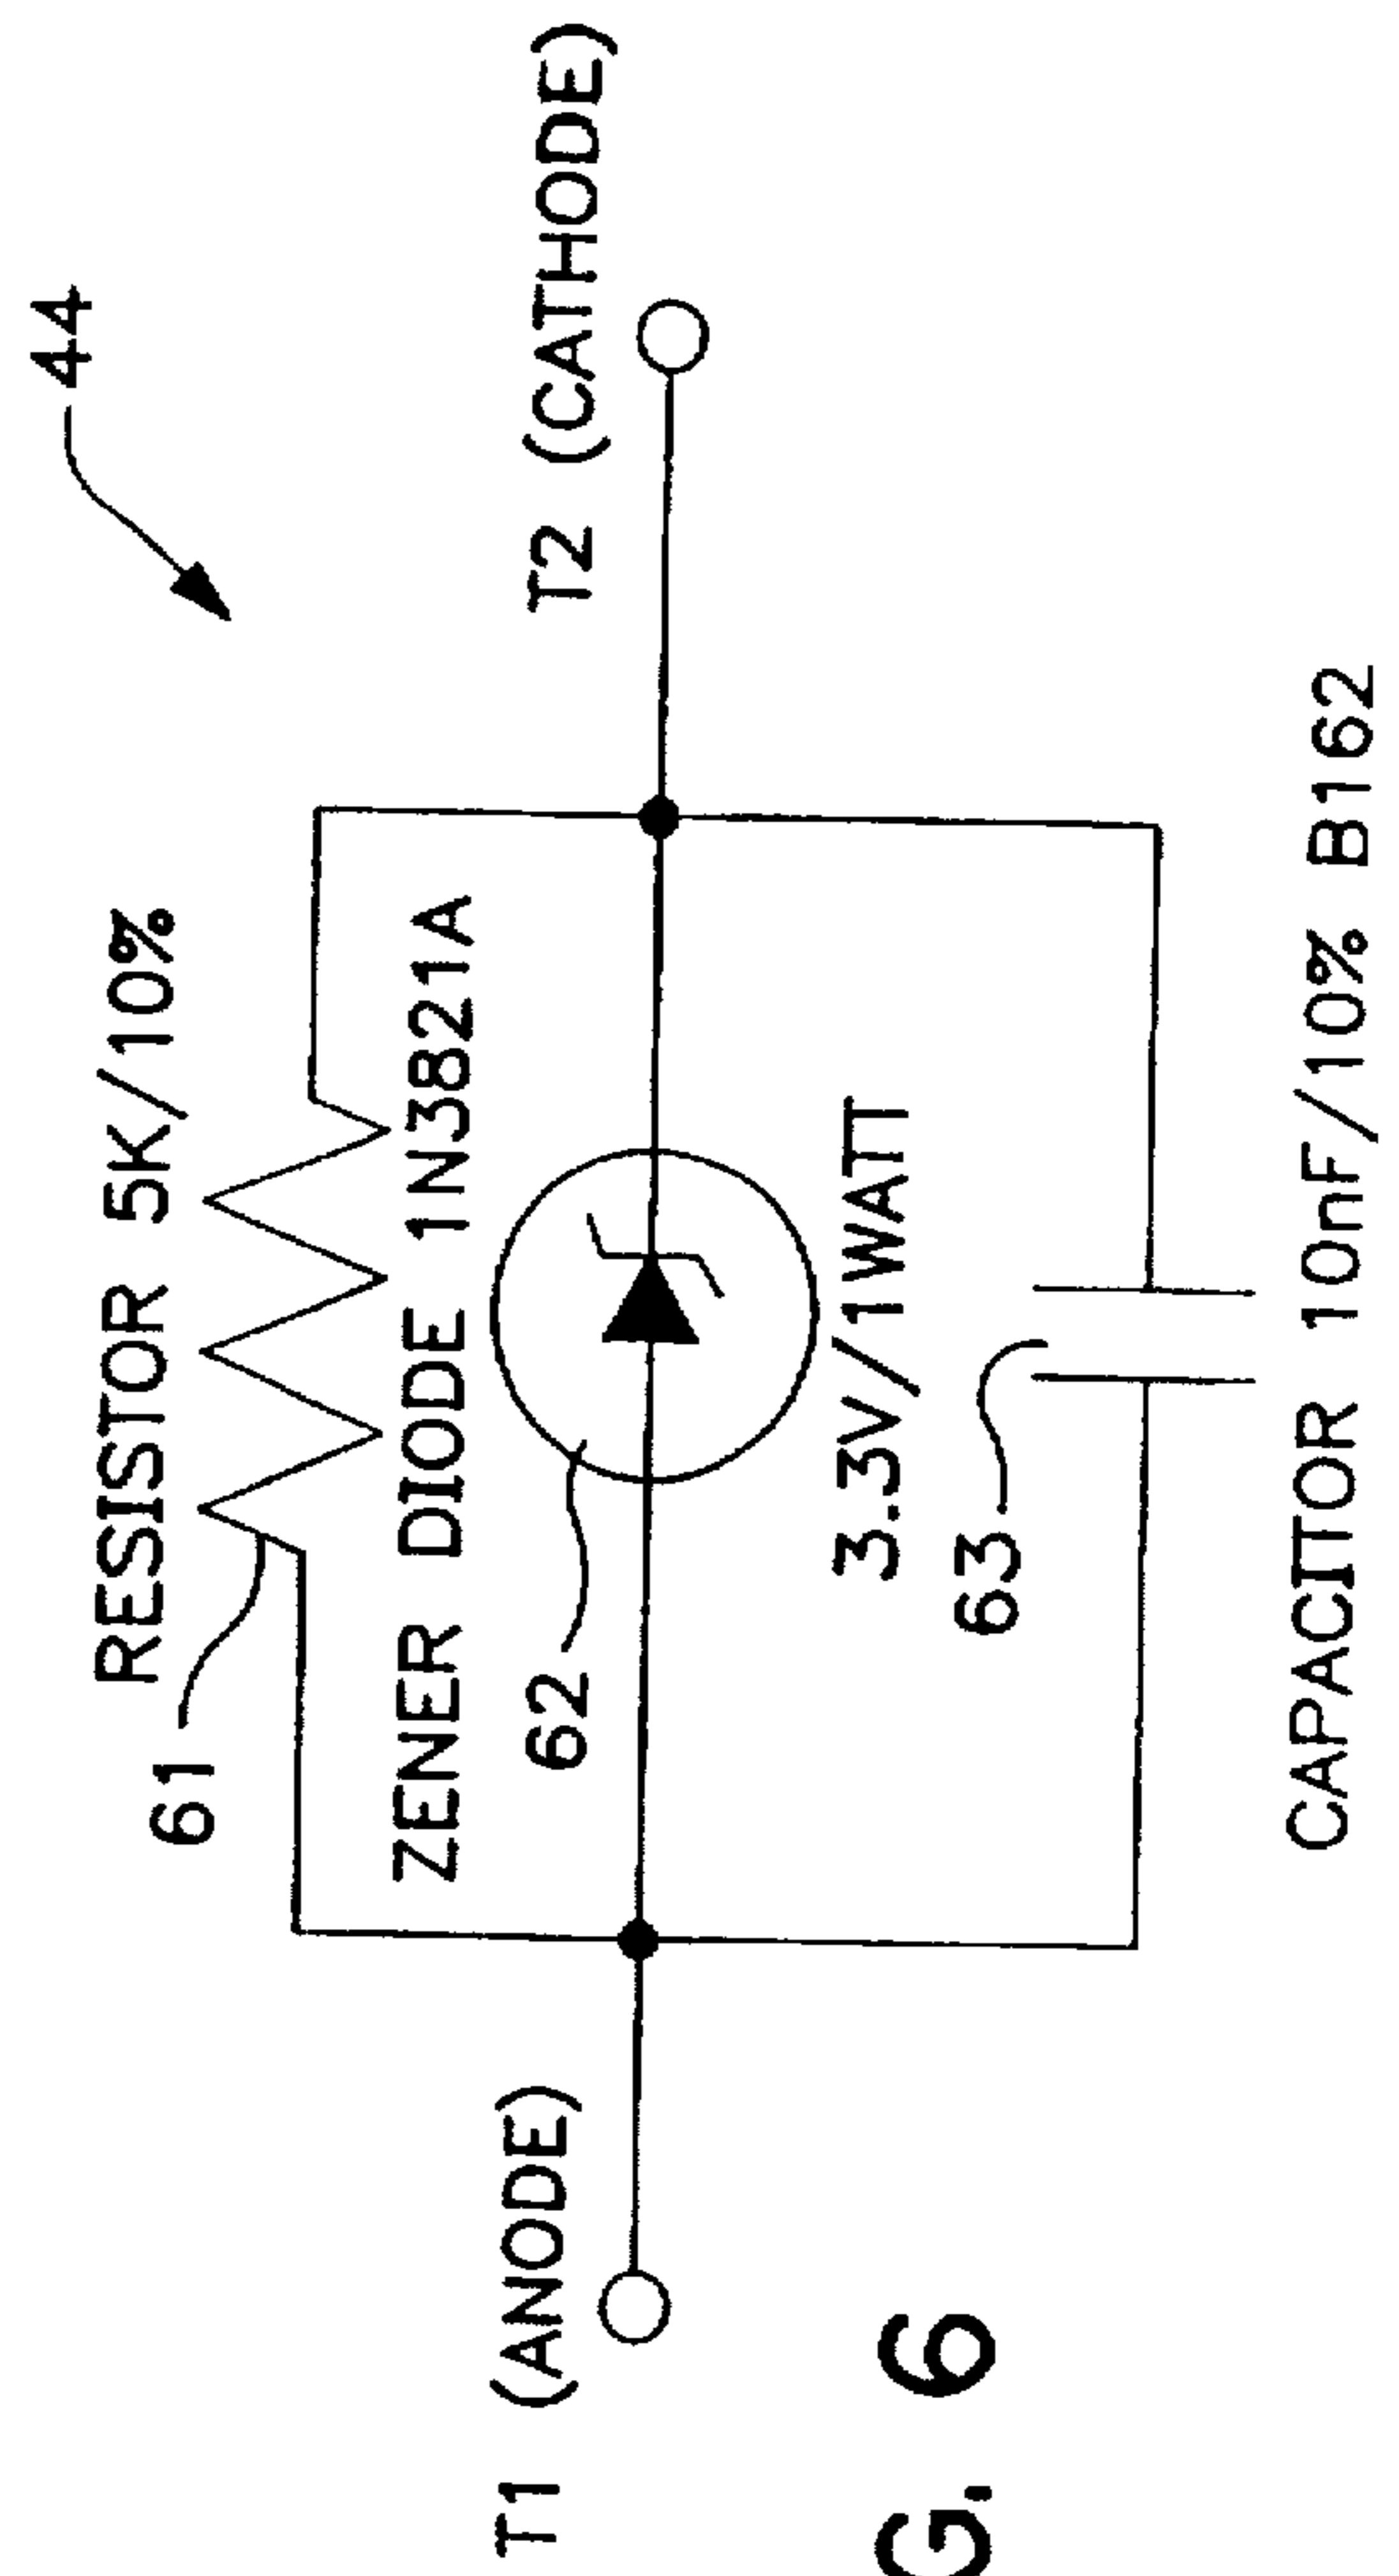 44
RESISTOR 5K/10%
61
ZENER DIODE 1N3821A
62
3.3V/1WATT
63
CAPACITOR 10nF/10% B162
T1 (ANODE)
T2 (CATHODE)
G. 6